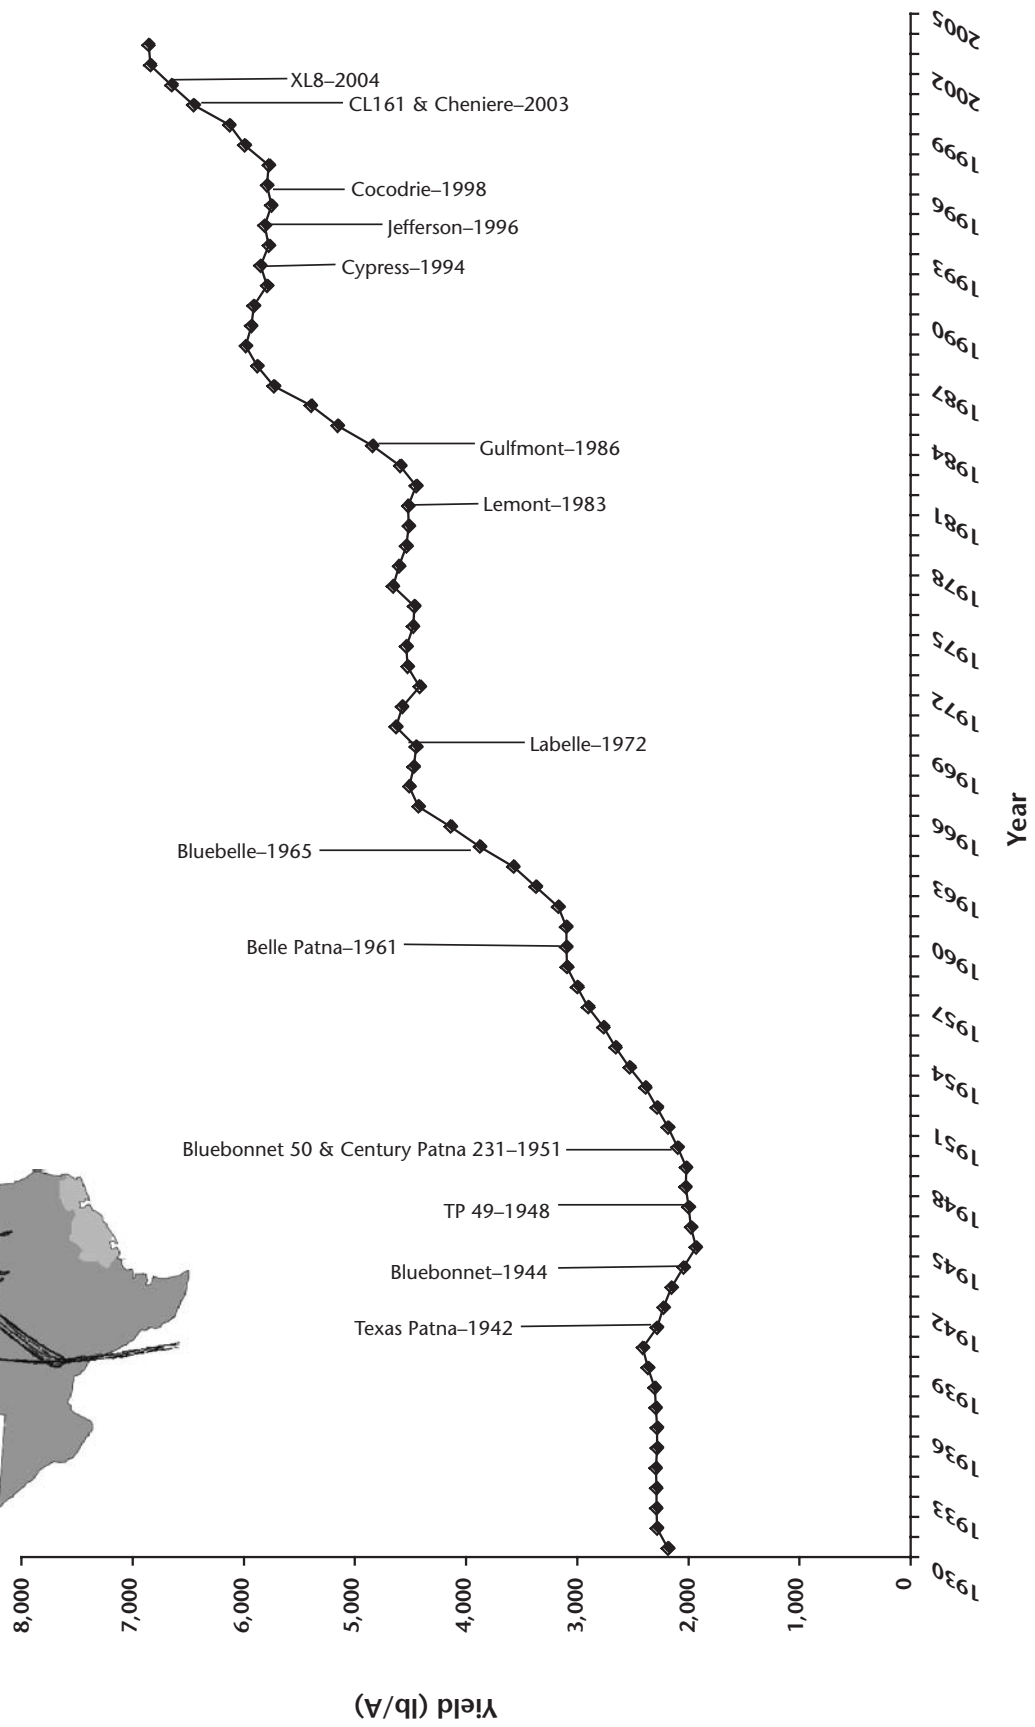 8,000
7,000
6,000
5,000
4,000
3,000
2,000
1,000
0
Yield (lb/A)
XL8–2004
CL161 & Cheniere–2003
Cocodrie–1998
Jefferson–1996
Cypress–1994
Gulfmont–1986
Lemont–1983
Labelle–1972
Bluebelle–1965
Belle Patna–1961
Bluebonnet 50 & Century Patna 231–1951
TP 49–1948
Bluebonnet–1944
Texas Patna–1942
1930
1933
1936
1939
1942
1945
1948
1951
1954
1957
1960
1963
1966
1969
1972
1975
1978
1981
1984
1987
1990
1993
1996
1999
2002
2005
Year